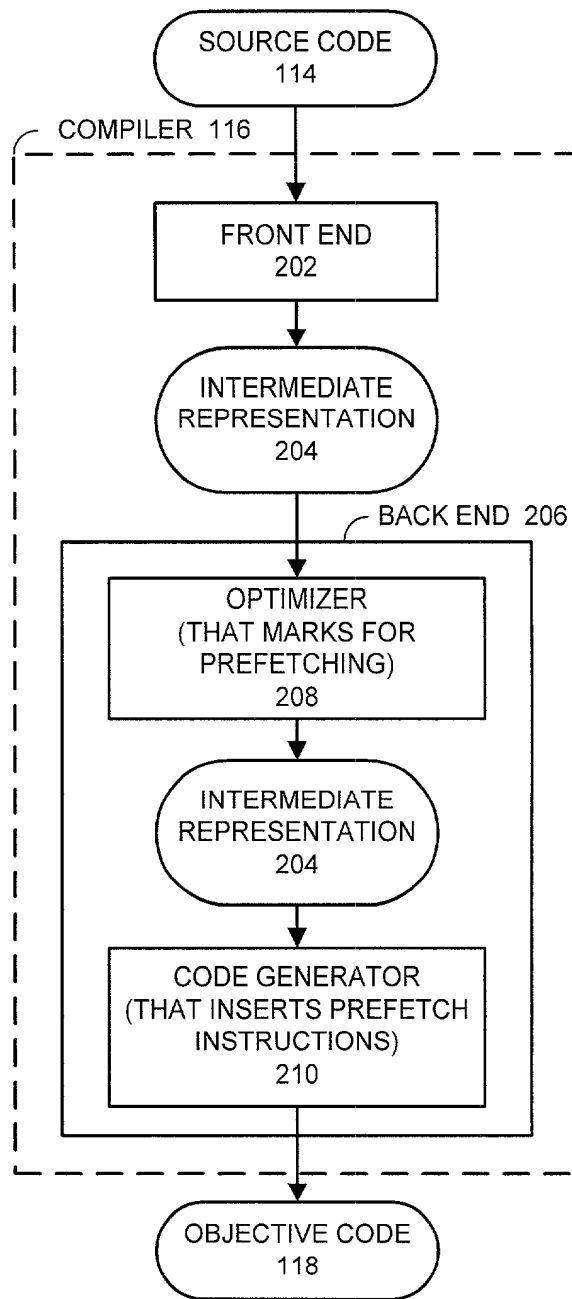 SOURCE CODE
114
COMPILER 116
FRONT END
202
INTERMEDIATE
REPRESENTATION
204
BACK END 206
OPTIMIZER
(THAT MARKS FOR
PREFETCHING)
208
INTERMEDIATE
REPRESENTATION
204
CODE GENERATOR
(THAT INSERTS PREFETCH
INSTRUCTIONS)
210
OBJECTIVE CODE
118